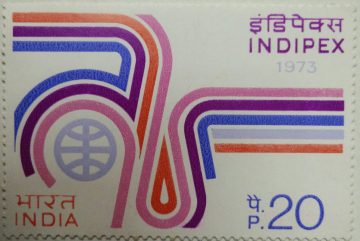 इंडिपेक्स
INDIPEX
1973
भारत
INDIA
पै.
P. 20